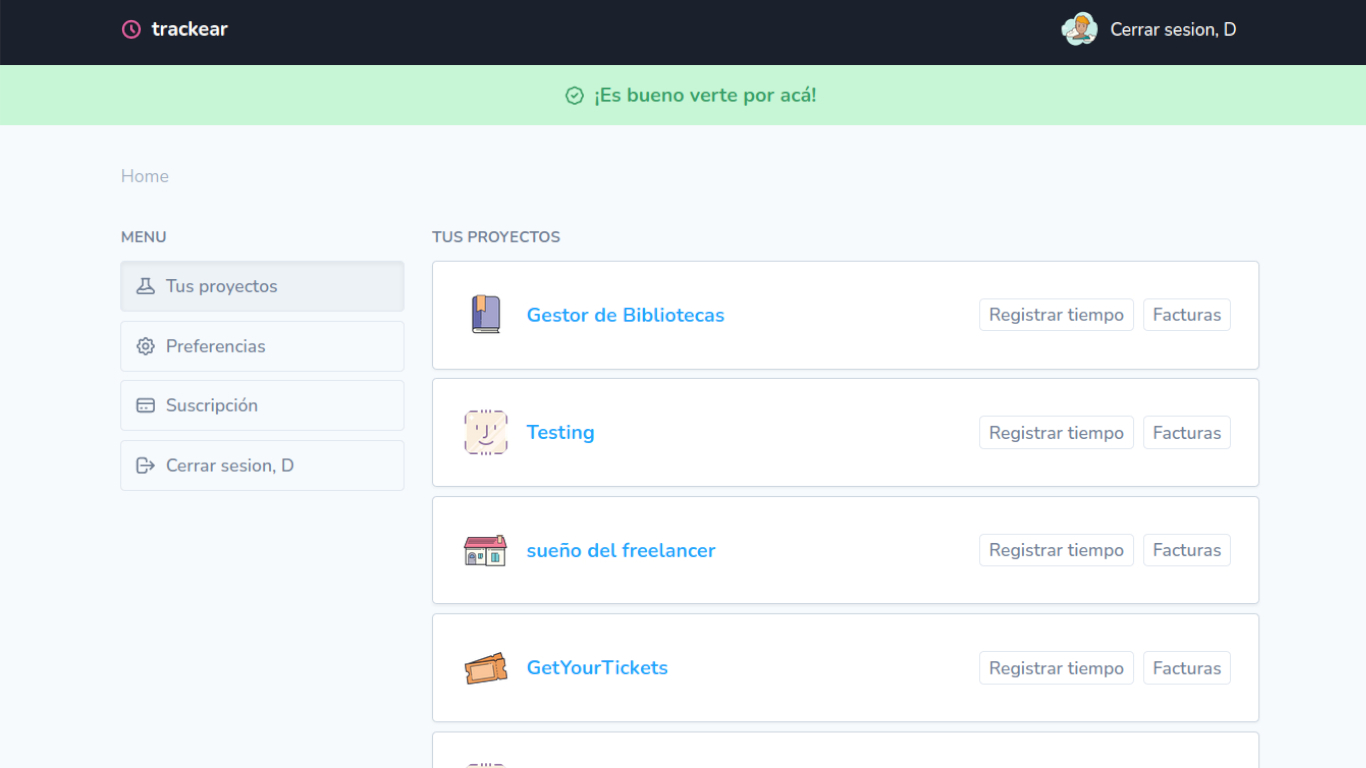 trackear
Cerrar sesion, D
¡Es bueno verte por acá!
Home
MENU
Tus proyectos
Preferencias
Suscripción
Cerrar sesion, D
TUS PROYECTOS
Gestor de Bibliotecas Registrar tiempo Facturas
Testing Registrar tiempo Facturas
sueño del freelancer Registrar tiempo Facturas
GetYourTickets Registrar tiempo Facturas